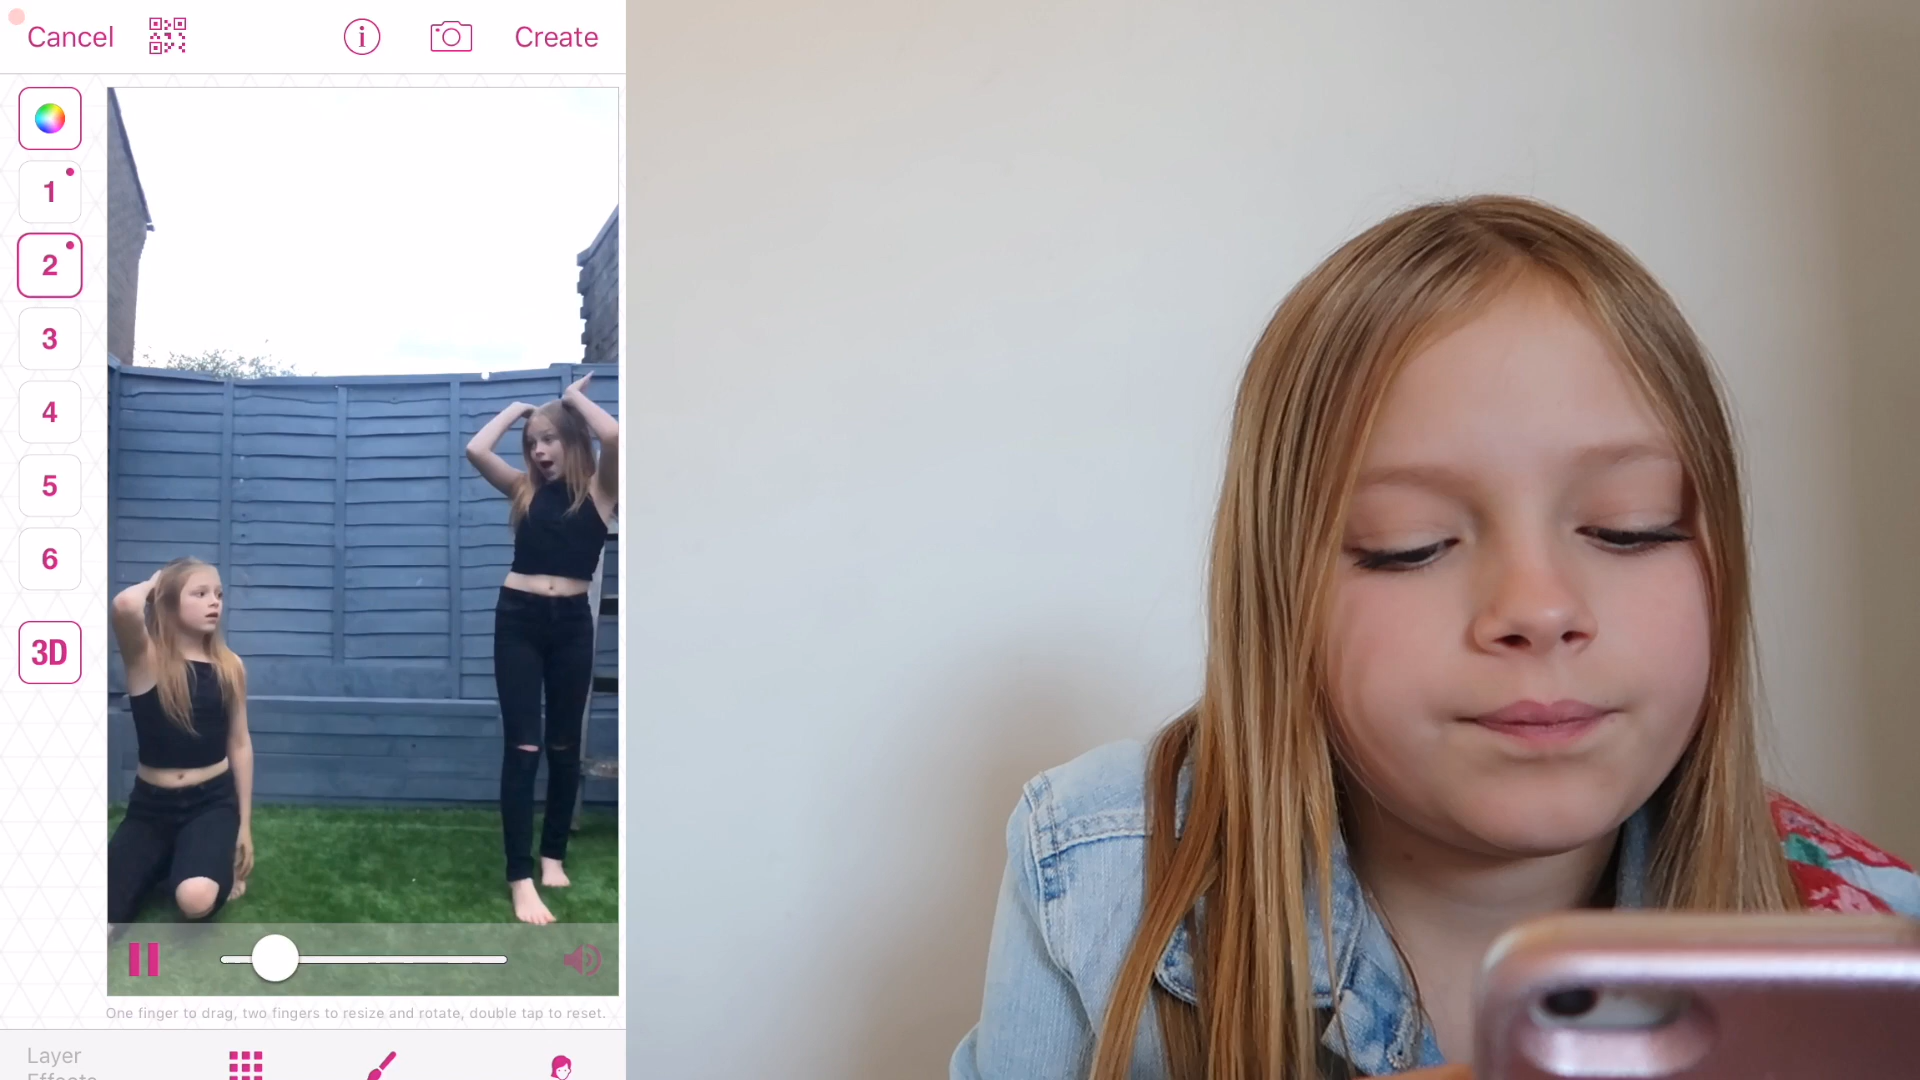 Cancel
Create
1
2
3
4
5
6
3D
One finger to drag, two fingers to resize and rotate, double tap to reset.
Layer
Effects